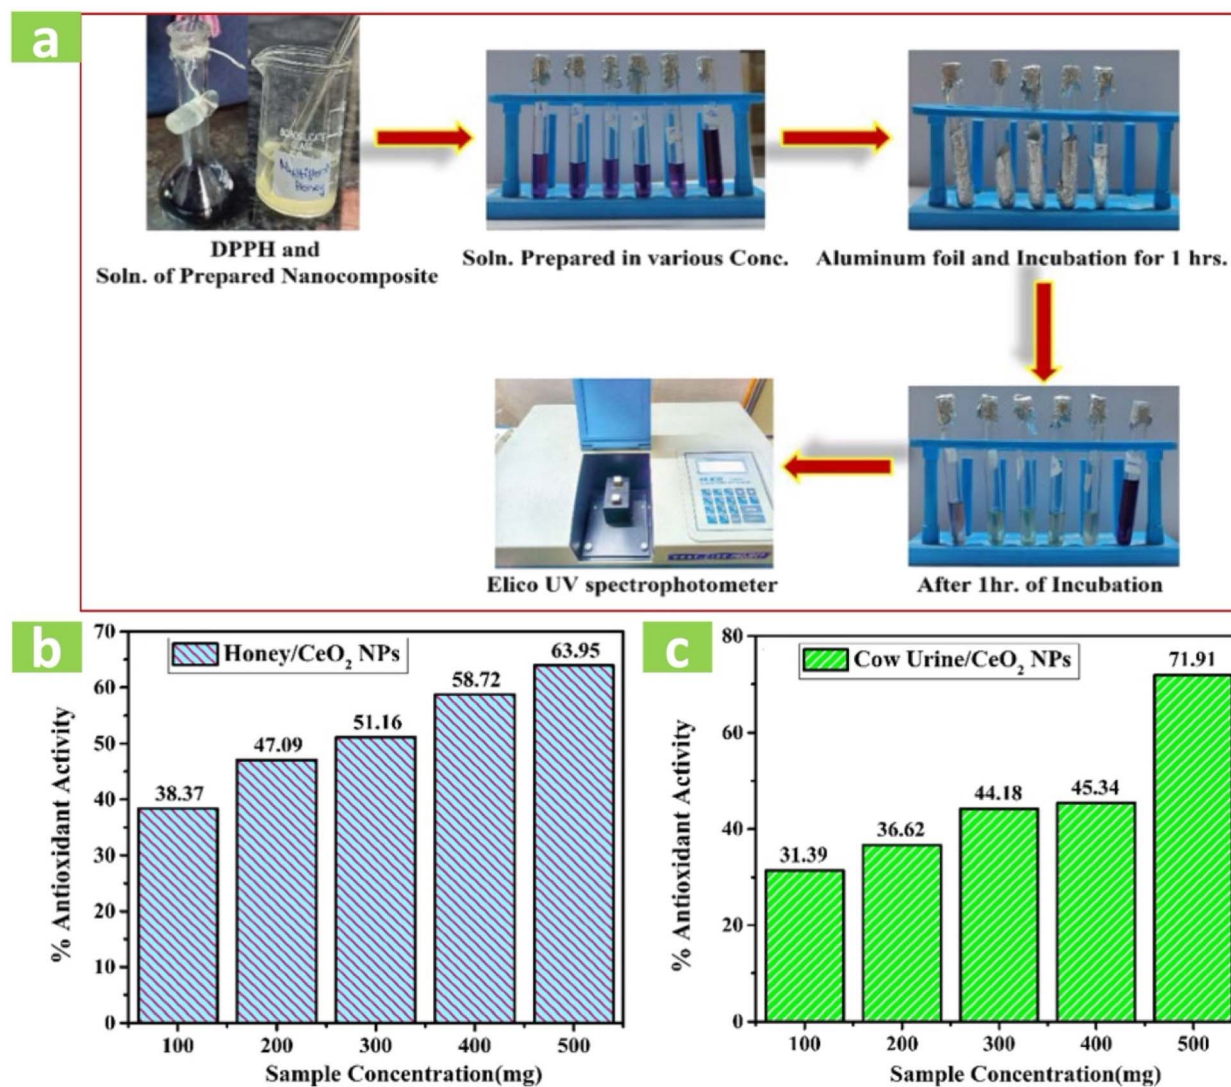 a
BOROSILICATE
GLASS
Multiflora
Honey
DPPH and
Soln. of Prepared Nanocomposite
Soln. Prepared in various Conc.
Aluminum foil and Incubation for 1 hrs.
Elico UV spectrophotometer
After 1hr. of Incubation
b
Honey/CeO₂ NPs
% Antioxidant Activity
70
60
50
40
30
20
10
0
38.37
47.09
51.16
58.72
63.95
100
200
300
400
500
Sample Concentration(mg)
c
Cow Urine/CeO₂ NPs
% Antioxidant Activity
80
60
40
20
0
31.39
36.62
44.18
45.34
71.91
100
200
300
400
500
Sample Concentration(mg)